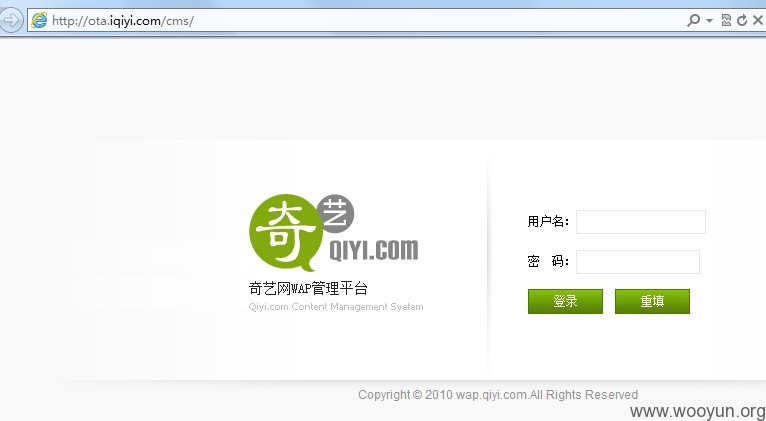 http://ota.iqiyi.com/cms/
奇艺
QIYI.com
奇艺网WAP管理平台
Qiyi.com Content Management Syetem
用户名：
密 码：
登录 重填
Copyright © 2010 wap.qiyi.com.All Rights Reserved
www.wooyun.org